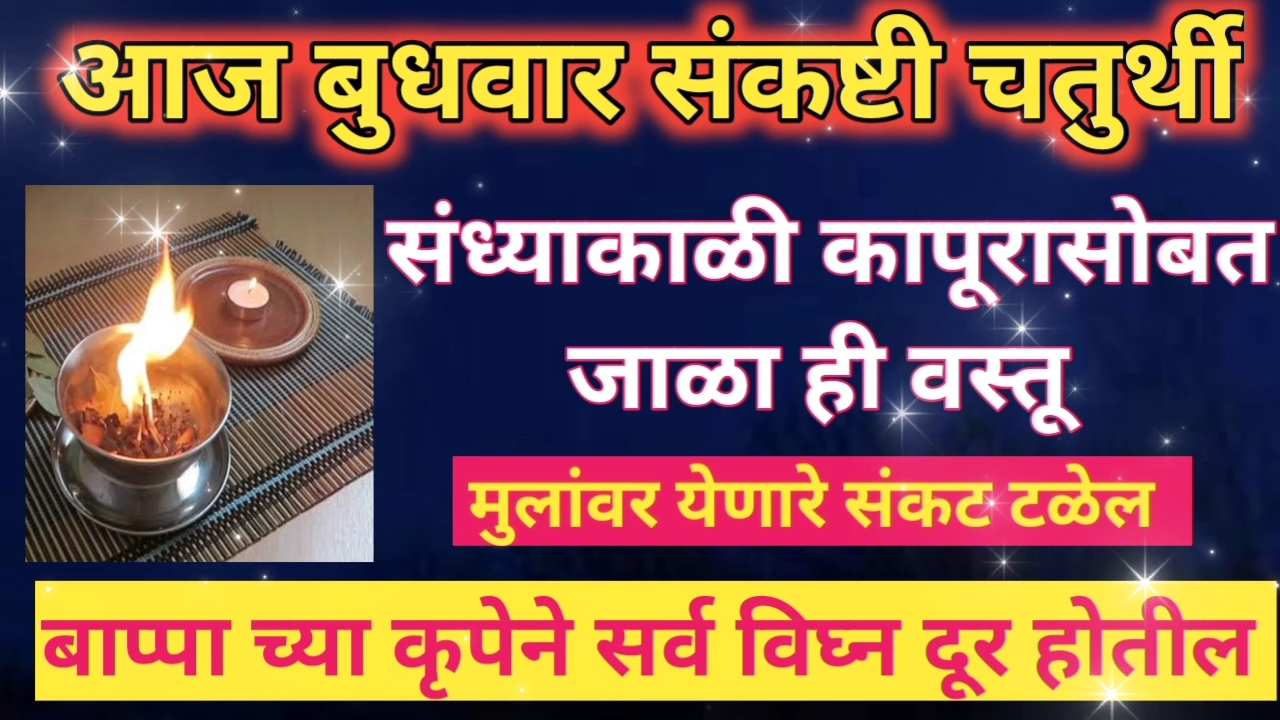 आज बुधवार संकष्टी चतुर्थी
संध्याकाळी कापूरासोबत
जाळा ही वस्तू
मुलांवर येणारे संकट टळेल
बाप्पा च्या कृपेने सर्व विघ्न दूर होतील